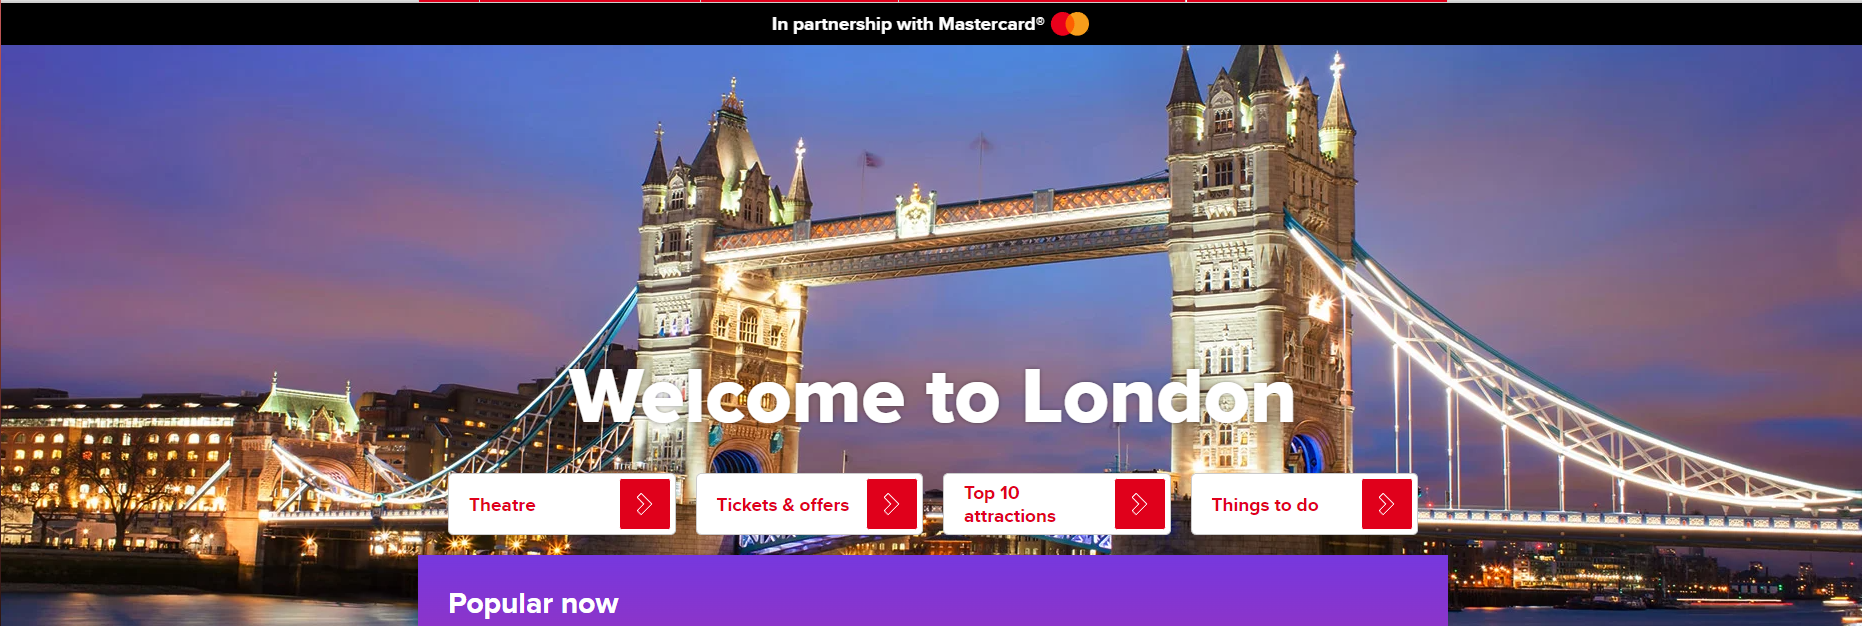 In partnership with Mastercard®
Welcome to London
Theatre
Tickets & offers
Top 10
attractions
Things to do
Popular now